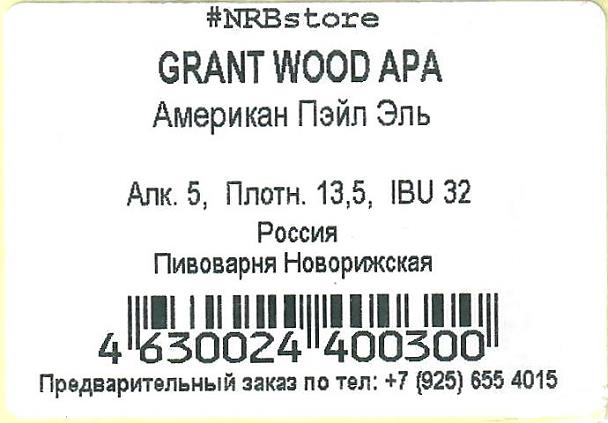 #NRBstore
GRANT WOOD APA
Американ Пэйл Эль
Алк. 5, Плотн. 13,5, IBU 32
Россия
Пивоварня Новорижская
4 630024 400300
Предварительный заказ по тел: +7 (925) 655 4015